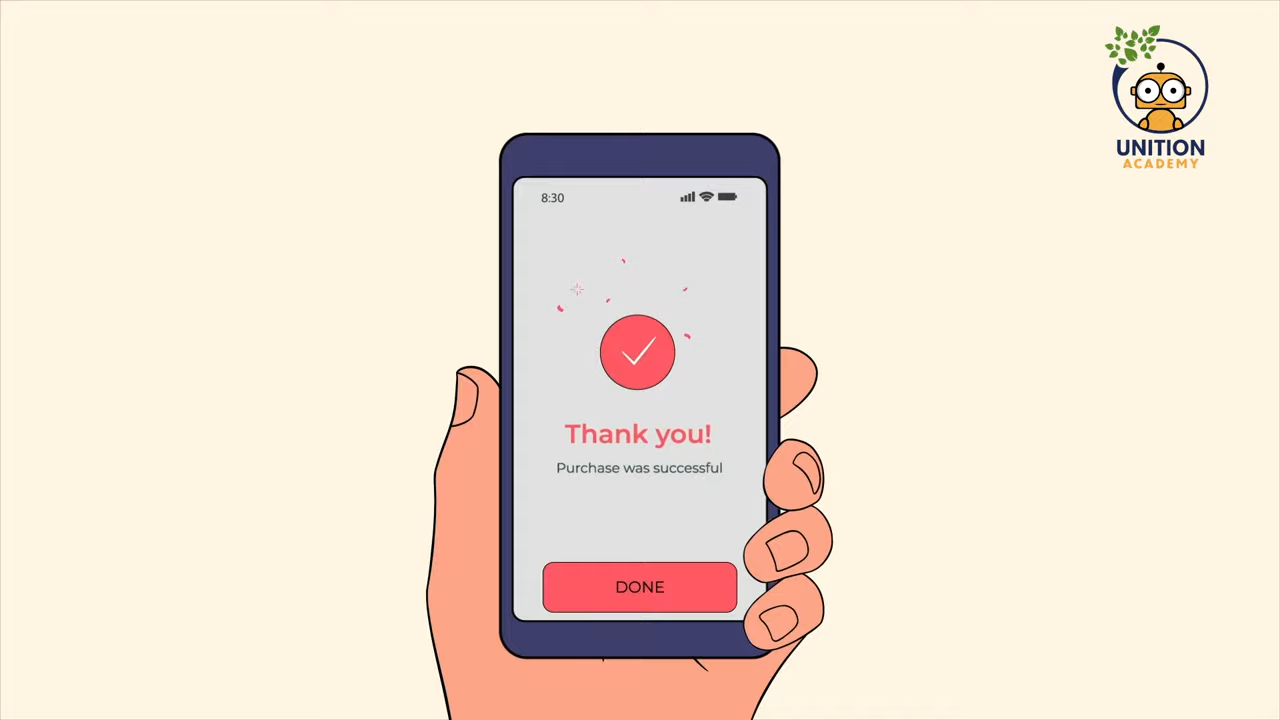 UNITION
ACADEMY
8:30
Thank you!
Purchase was successful
DONE